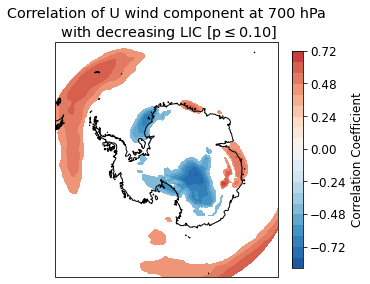 Correlation of U wind component at 700 hPa
with decreasing LIC [p ≤ 0.10]
0.72
0.48
0.24
0.00
−0.24
−0.48
−0.72
Correlation Coefficient